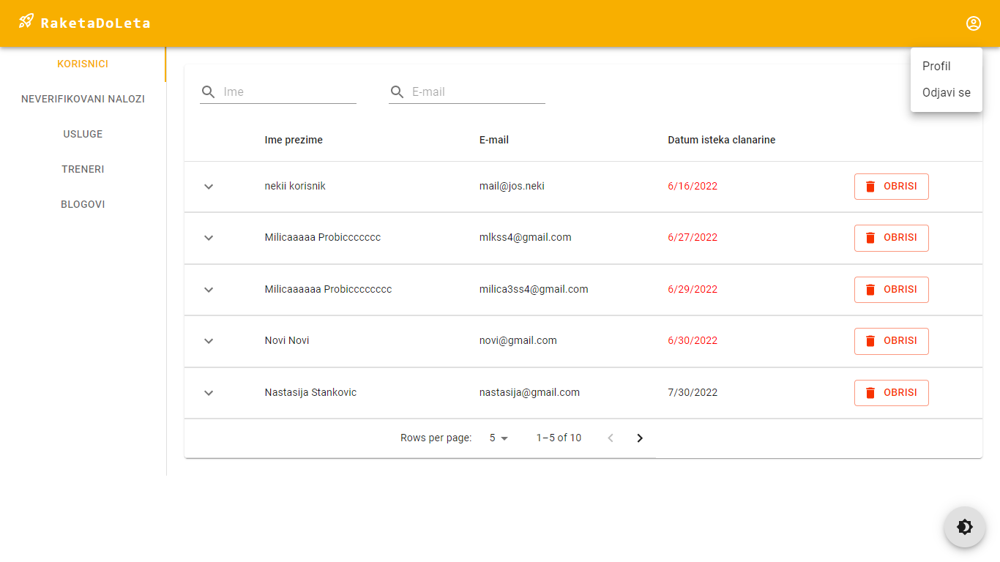 RaketaDoLeta
KORISNICI
NEVERIFIKOVANI NALOZI
USLUGE
TRENERI
BLOGOVI
Profil
Odjavi se
Ime E-mail
Ime prezime E-mail Datum isteka clanarine
nekii korisnik mail@jos.neki 6/16/2022 OBRISI
Milicaaaaa Probiccccccc mlkss4@gmail.com 6/27/2022 OBRISI
Milicaaaaaa Probicccccccc milica3ss4@gmail.com 6/29/2022 OBRISI
Novi Novi novi@gmail.com 6/30/2022 OBRISI
Nastasija Stankovic nastasija@gmail.com 7/30/2022 OBRISI
Rows per page: 5 1–5 of 10